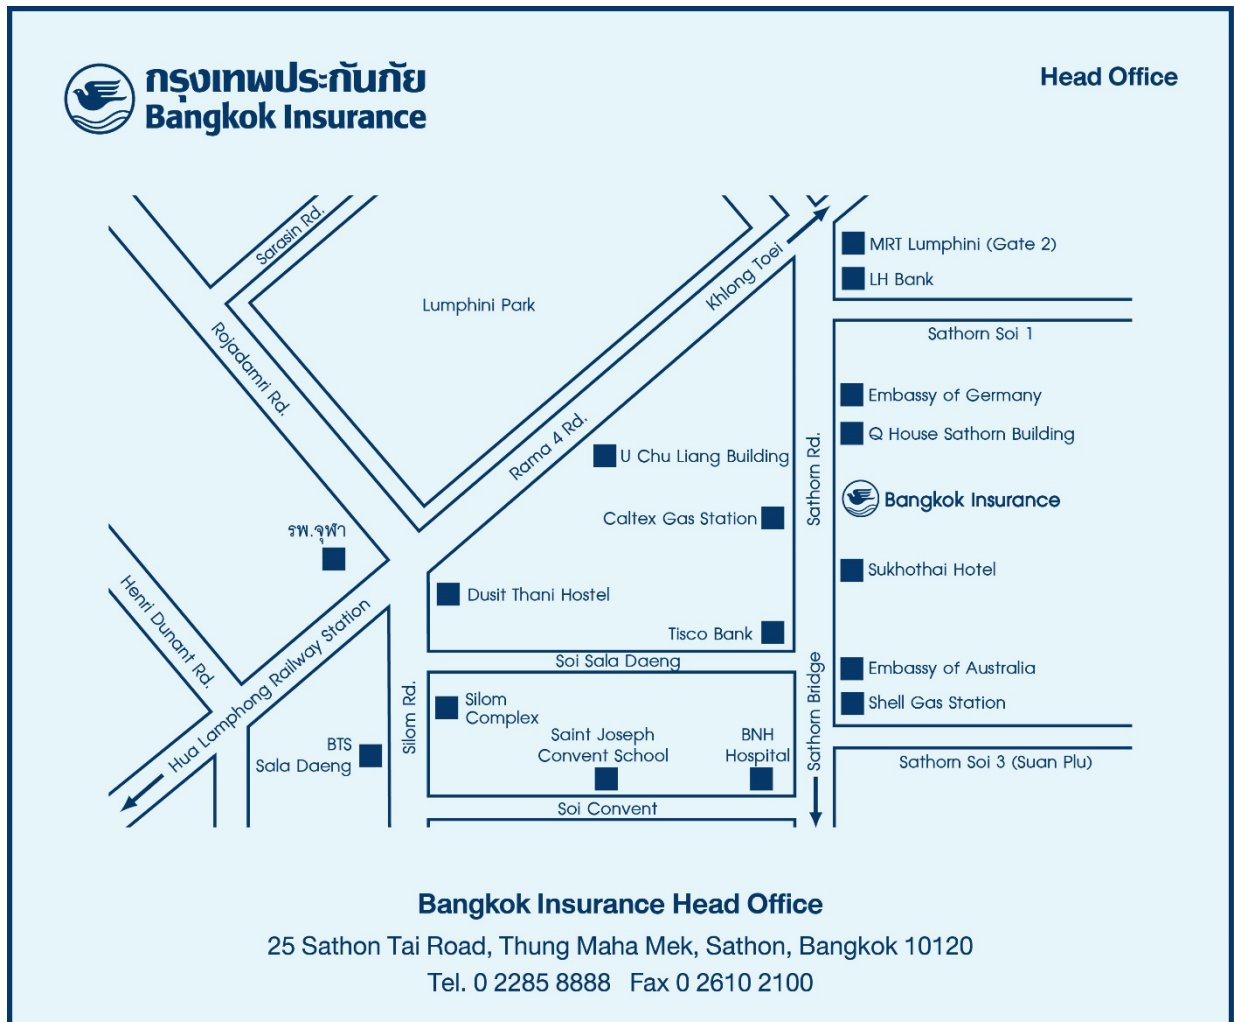 กรุงเทพประกันภัย
Bangkok Insurance
Head Office
Sarasin Rd.
MRT Lumphini (Gate 2)
LH Bank
Khlong Toei
Lumphini Park
Sathorn Soi 1
Rojadamri Rd.
Embassy of Germany
Q House Sathorn Building
Rama 4 Rd.
U Chu Liang Building
Sathorn Rd.
Bangkok Insurance
Caltex Gas Station
รพ.จุฬา
Sukhothai Hotel
Dusit Thani Hostel
Henri Dunant Rd.
Tisco Bank
Soi Sala Daeng
Hua Lamphong Railway Station
Embassy of Australia
Shell Gas Station
Silom Rd.
Silom
Complex
Sathorn Bridge
Saint Joseph
Convent School
BNH
Hospital
BTS
Sala Daeng
Sathorn Soi 3 (Suan Plu)
Soi Convent
Bangkok Insurance Head Office
25 Sathon Tai Road, Thung Maha Mek, Sathon, Bangkok 10120
Tel. 0 2285 8888 Fax 0 2610 2100